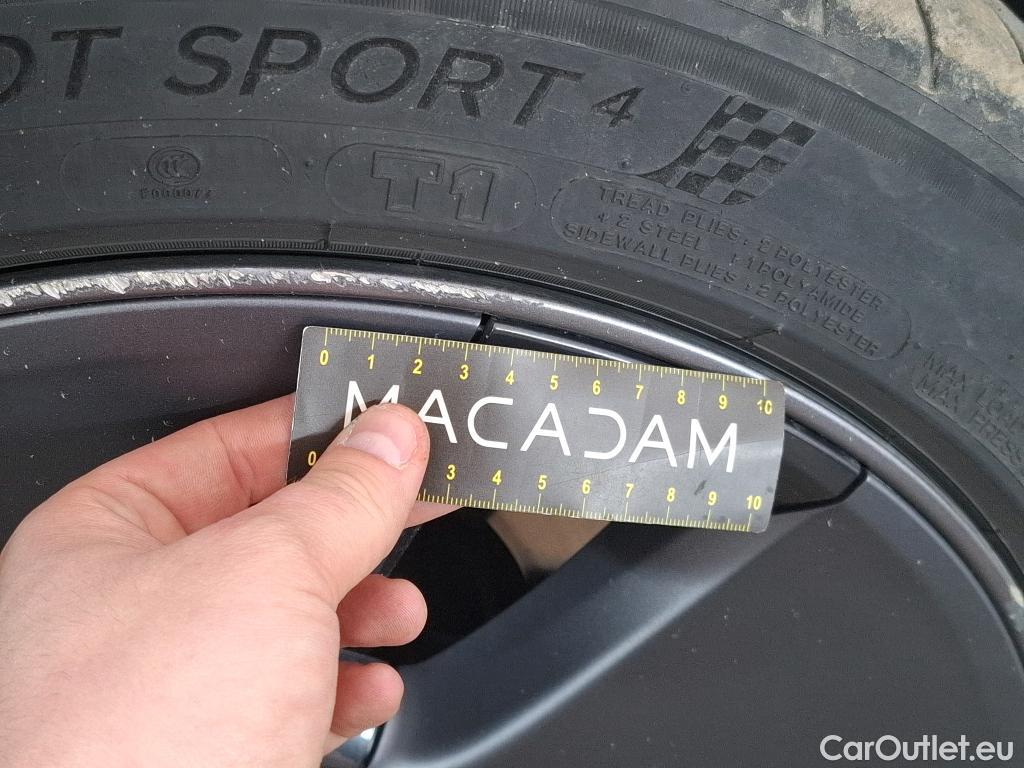 OT SPORT 4
T1
TREAD PLIES : 2 POLYESTER
+ 2 STEEL + 1 POLYAMIDE
SIDEWALL PLIES : 2 POLYESTER
MAX
MAX PRESS
0 1 2 3 4 5 6 7 8 9 10
MACADAM
0 3 4 5 6 7 8 9 10
CarOutlet.eu